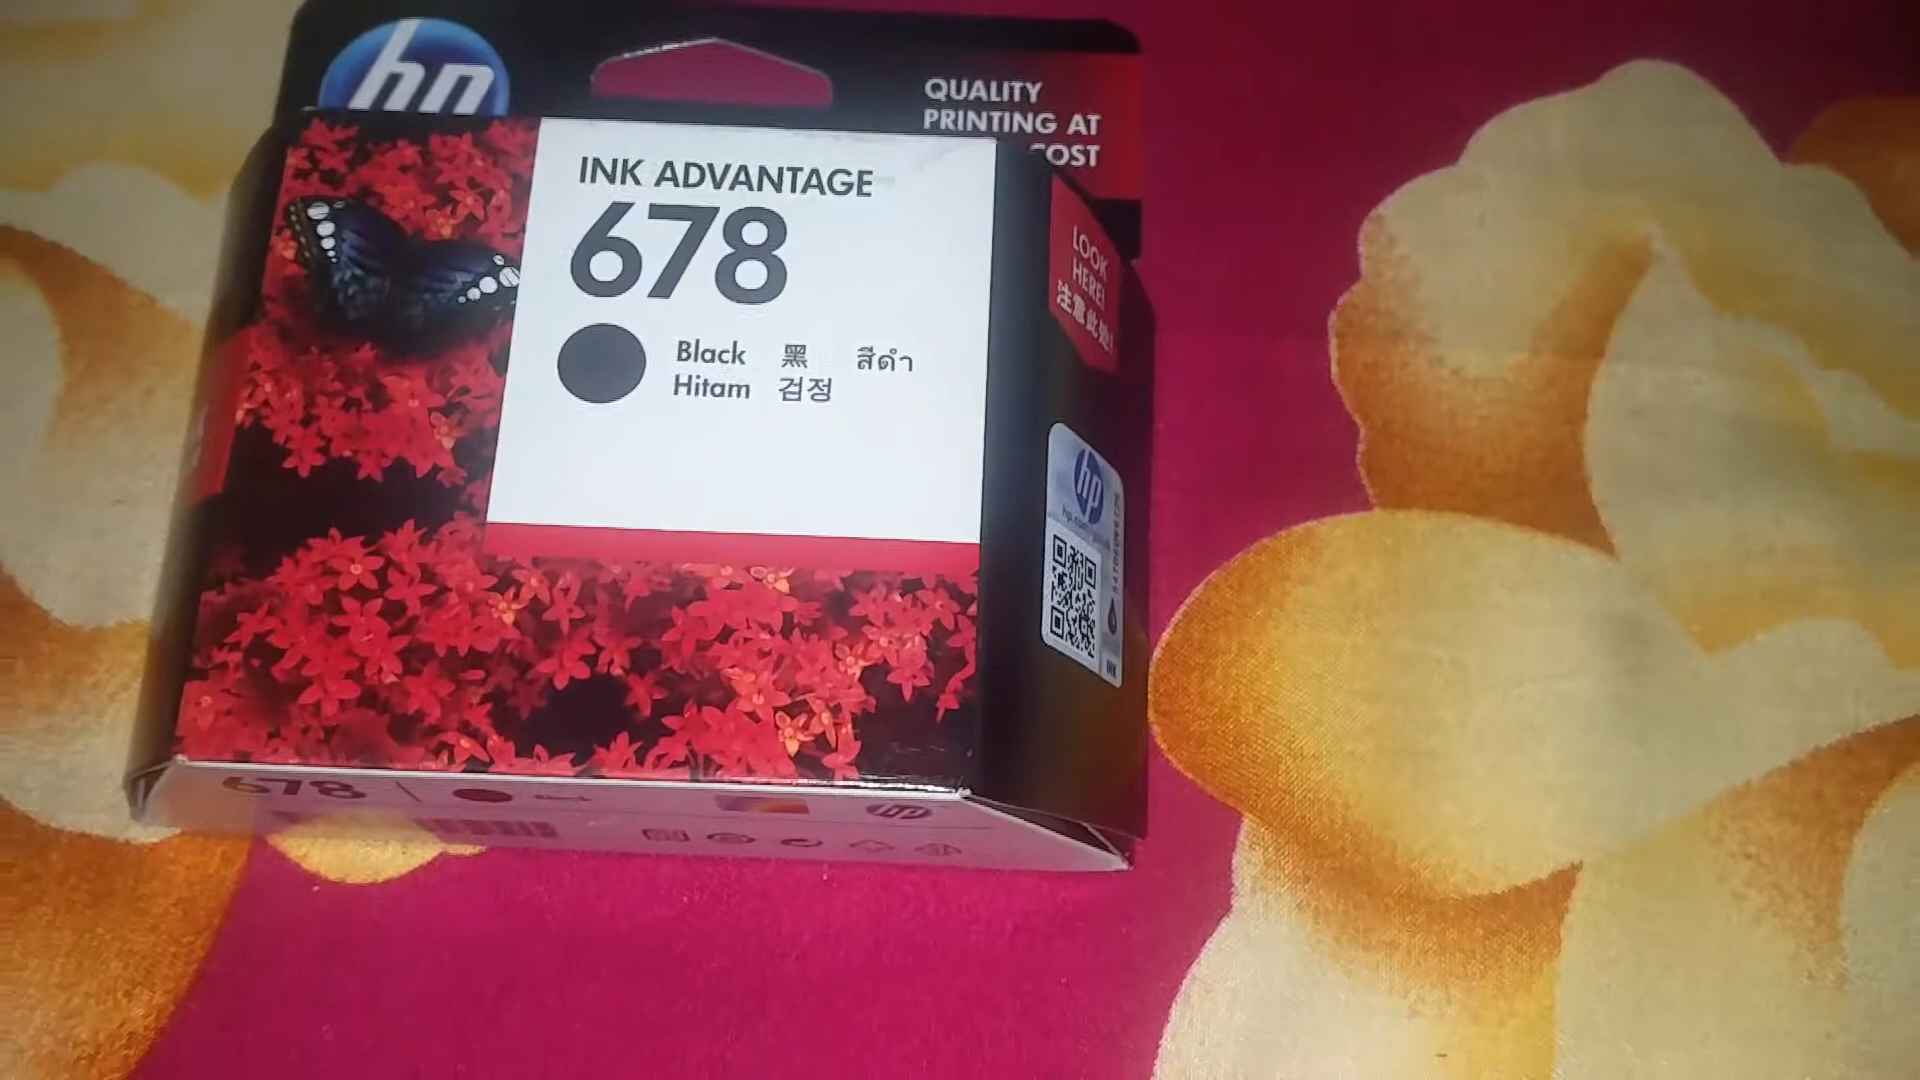 hp
QUALITY
PRINTING AT
COST
INK ADVANTAGE
678
Black 黑 สีดำ
Hitam 검정
LOOK
HERE!
注意此处!
hp
678
hp